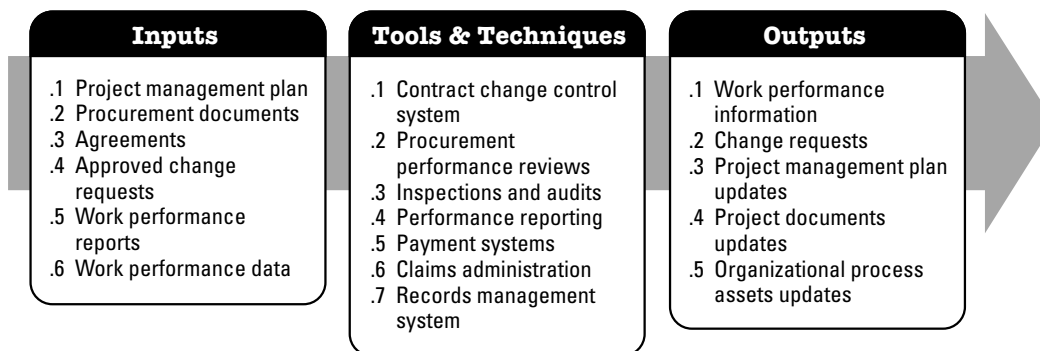 Inputs
.1 Project management plan
.2 Procurement documents
.3 Agreements
.4 Approved change
requests
.5 Work performance
reports
.6 Work performance data
Tools & Techniques
.1 Contract change control
system
.2 Procurement
performance reviews
.3 Inspections and audits
.4 Performance reporting
.5 Payment systems
.6 Claims administration
.7 Records management
system
Outputs
.1 Work performance
information
.2 Change requests
.3 Project management plan
updates
.4 Project documents
updates
.5 Organizational process
assets updates